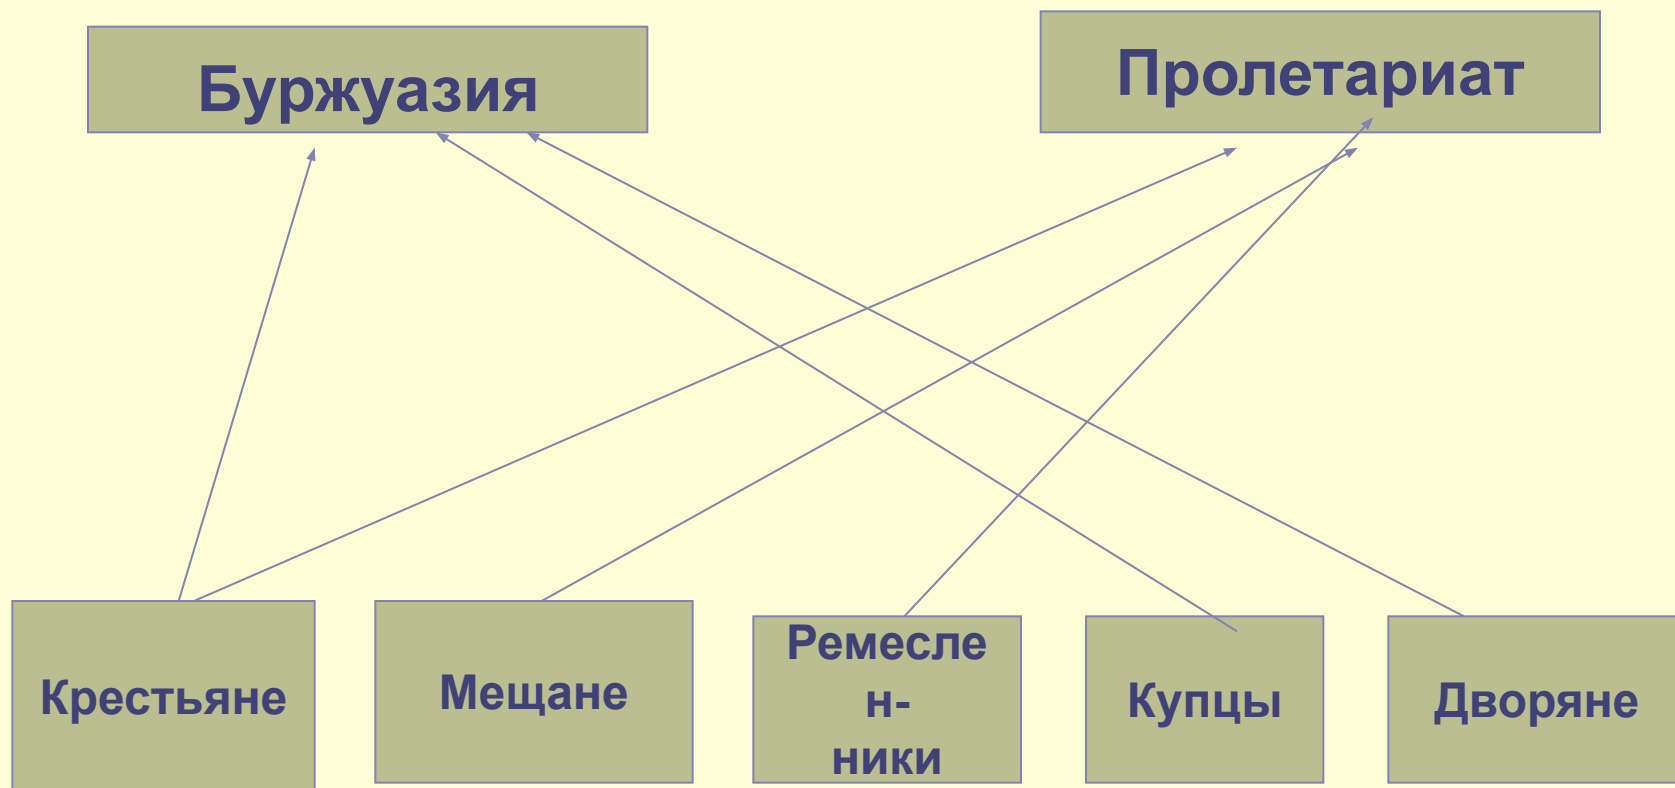 Буржуазия
Пролетариат
Крестьяне
Мещане
Ремесле
н-
ники
Купцы
Дворяне